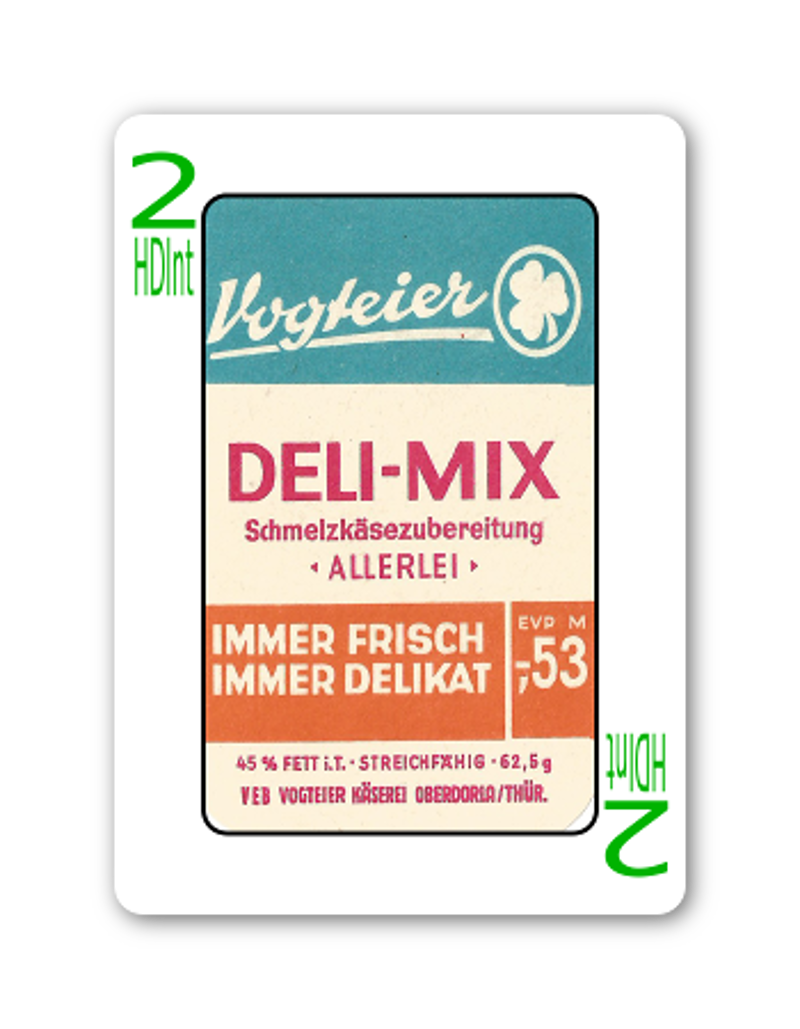 2
HDInt
Vogteier
DELI-MIX
Schmelzkäsezubereitung
ALLERLEI
IMMER FRISCH
IMMER DELIKAT
EVP M
-,53
45 % FETT i.T. · STREICHFÄHIG · 62,5 g
VEB VOGTEIER KÄSEREI OBERDORLA/THÜR.
HDInt
2